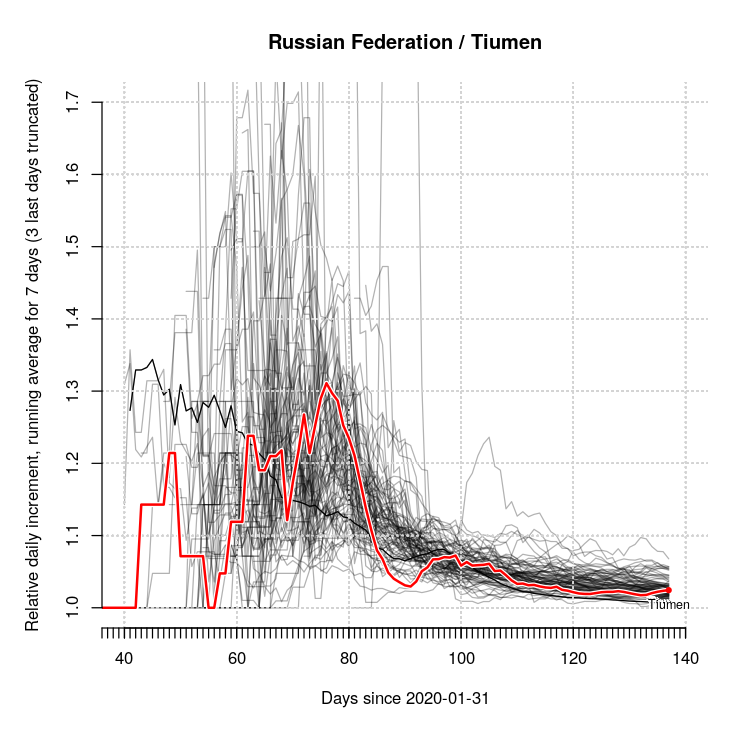 Russian Federation / Tiumen
Relative daily increment, running average for 7 days (3 last days truncated)
1.7
1.6
1.5
1.4
1.3
1.2
1.1
1.0
Tiumen
40 60 80 100 120 140
Days since 2020-01-31